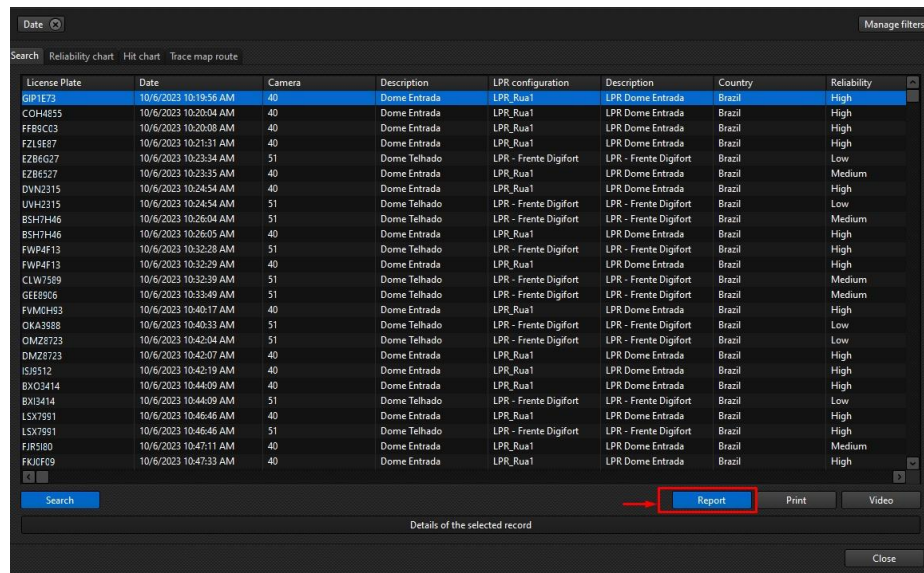 Date
Manage filters
Search Reliability chart Hit chart Trace map route
License Plate Date Camera Description LPR configuration Description Country Reliability
GIP1E73 10/6/2023 10:19:56 AM 40 Dome Entrada LPR_Rua1 LPR Dome Entrada Brazil High
COH4855 10/6/2023 10:20:04 AM 40 Dome Entrada LPR_Rua1 LPR Dome Entrada Brazil High
FFB9C03 10/6/2023 10:20:08 AM 40 Dome Entrada LPR_Rua1 LPR Dome Entrada Brazil High
FZL9E87 10/6/2023 10:21:31 AM 40 Dome Entrada LPR_Rua1 LPR Dome Entrada Brazil High
EZB6G27 10/6/2023 10:23:34 AM 51 Dome Telhado LPR - Frente Digifort LPR - Frente Digifort Brazil Low
EZB6527 10/6/2023 10:23:35 AM 40 Dome Entrada LPR_Rua1 LPR Dome Entrada Brazil Medium
DVN2315 10/6/2023 10:24:54 AM 40 Dome Entrada LPR_Rua1 LPR Dome Entrada Brazil High
UVH2315 10/6/2023 10:24:54 AM 51 Dome Telhado LPR - Frente Digifort LPR - Frente Digifort Brazil Low
BSH7H46 10/6/2023 10:26:04 AM 51 Dome Telhado LPR - Frente Digifort LPR - Frente Digifort Brazil Medium
BSH7H46 10/6/2023 10:26:05 AM 40 Dome Entrada LPR_Rua1 LPR Dome Entrada Brazil High
FWP4F13 10/6/2023 10:32:28 AM 51 Dome Telhado LPR - Frente Digifort LPR - Frente Digifort Brazil High
FWP4F13 10/6/2023 10:32:29 AM 40 Dome Entrada LPR_Rua1 LPR Dome Entrada Brazil High
CLW7589 10/6/2023 10:32:39 AM 51 Dome Telhado LPR - Frente Digifort LPR - Frente Digifort Brazil Medium
GEE8906 10/6/2023 10:33:49 AM 51 Dome Telhado LPR - Frente Digifort LPR - Frente Digifort Brazil Medium
FVM0H93 10/6/2023 10:40:17 AM 40 Dome Entrada LPR_Rua1 LPR Dome Entrada Brazil High
OKA3988 10/6/2023 10:40:33 AM 51 Dome Telhado LPR - Frente Digifort LPR - Frente Digifort Brazil Low
OMZ8723 10/6/2023 10:42:04 AM 51 Dome Telhado LPR - Frente Digifort LPR - Frente Digifort Brazil Low
DMZ8723 10/6/2023 10:42:07 AM 40 Dome Entrada LPR_Rua1 LPR Dome Entrada Brazil High
ISJ9512 10/6/2023 10:42:19 AM 40 Dome Entrada LPR_Rua1 LPR Dome Entrada Brazil High
BXO3414 10/6/2023 10:44:09 AM 40 Dome Entrada LPR_Rua1 LPR Dome Entrada Brazil High
BXI3414 10/6/2023 10:44:09 AM 51 Dome Telhado LPR - Frente Digifort LPR - Frente Digifort Brazil Low
LSX7991 10/6/2023 10:46:46 AM 40 Dome Entrada LPR_Rua1 LPR Dome Entrada Brazil High
LSX7991 10/6/2023 10:46:46 AM 51 Dome Telhado LPR - Frente Digifort LPR - Frente Digifort Brazil High
FJR5I80 10/6/2023 10:47:11 AM 40 Dome Entrada LPR_Rua1 LPR Dome Entrada Brazil Medium
FKJ0F09 10/6/2023 10:47:33 AM 40 Dome Entrada LPR_Rua1 LPR Dome Entrada Brazil High
Search Report Print Video
Details of the selected record
Close